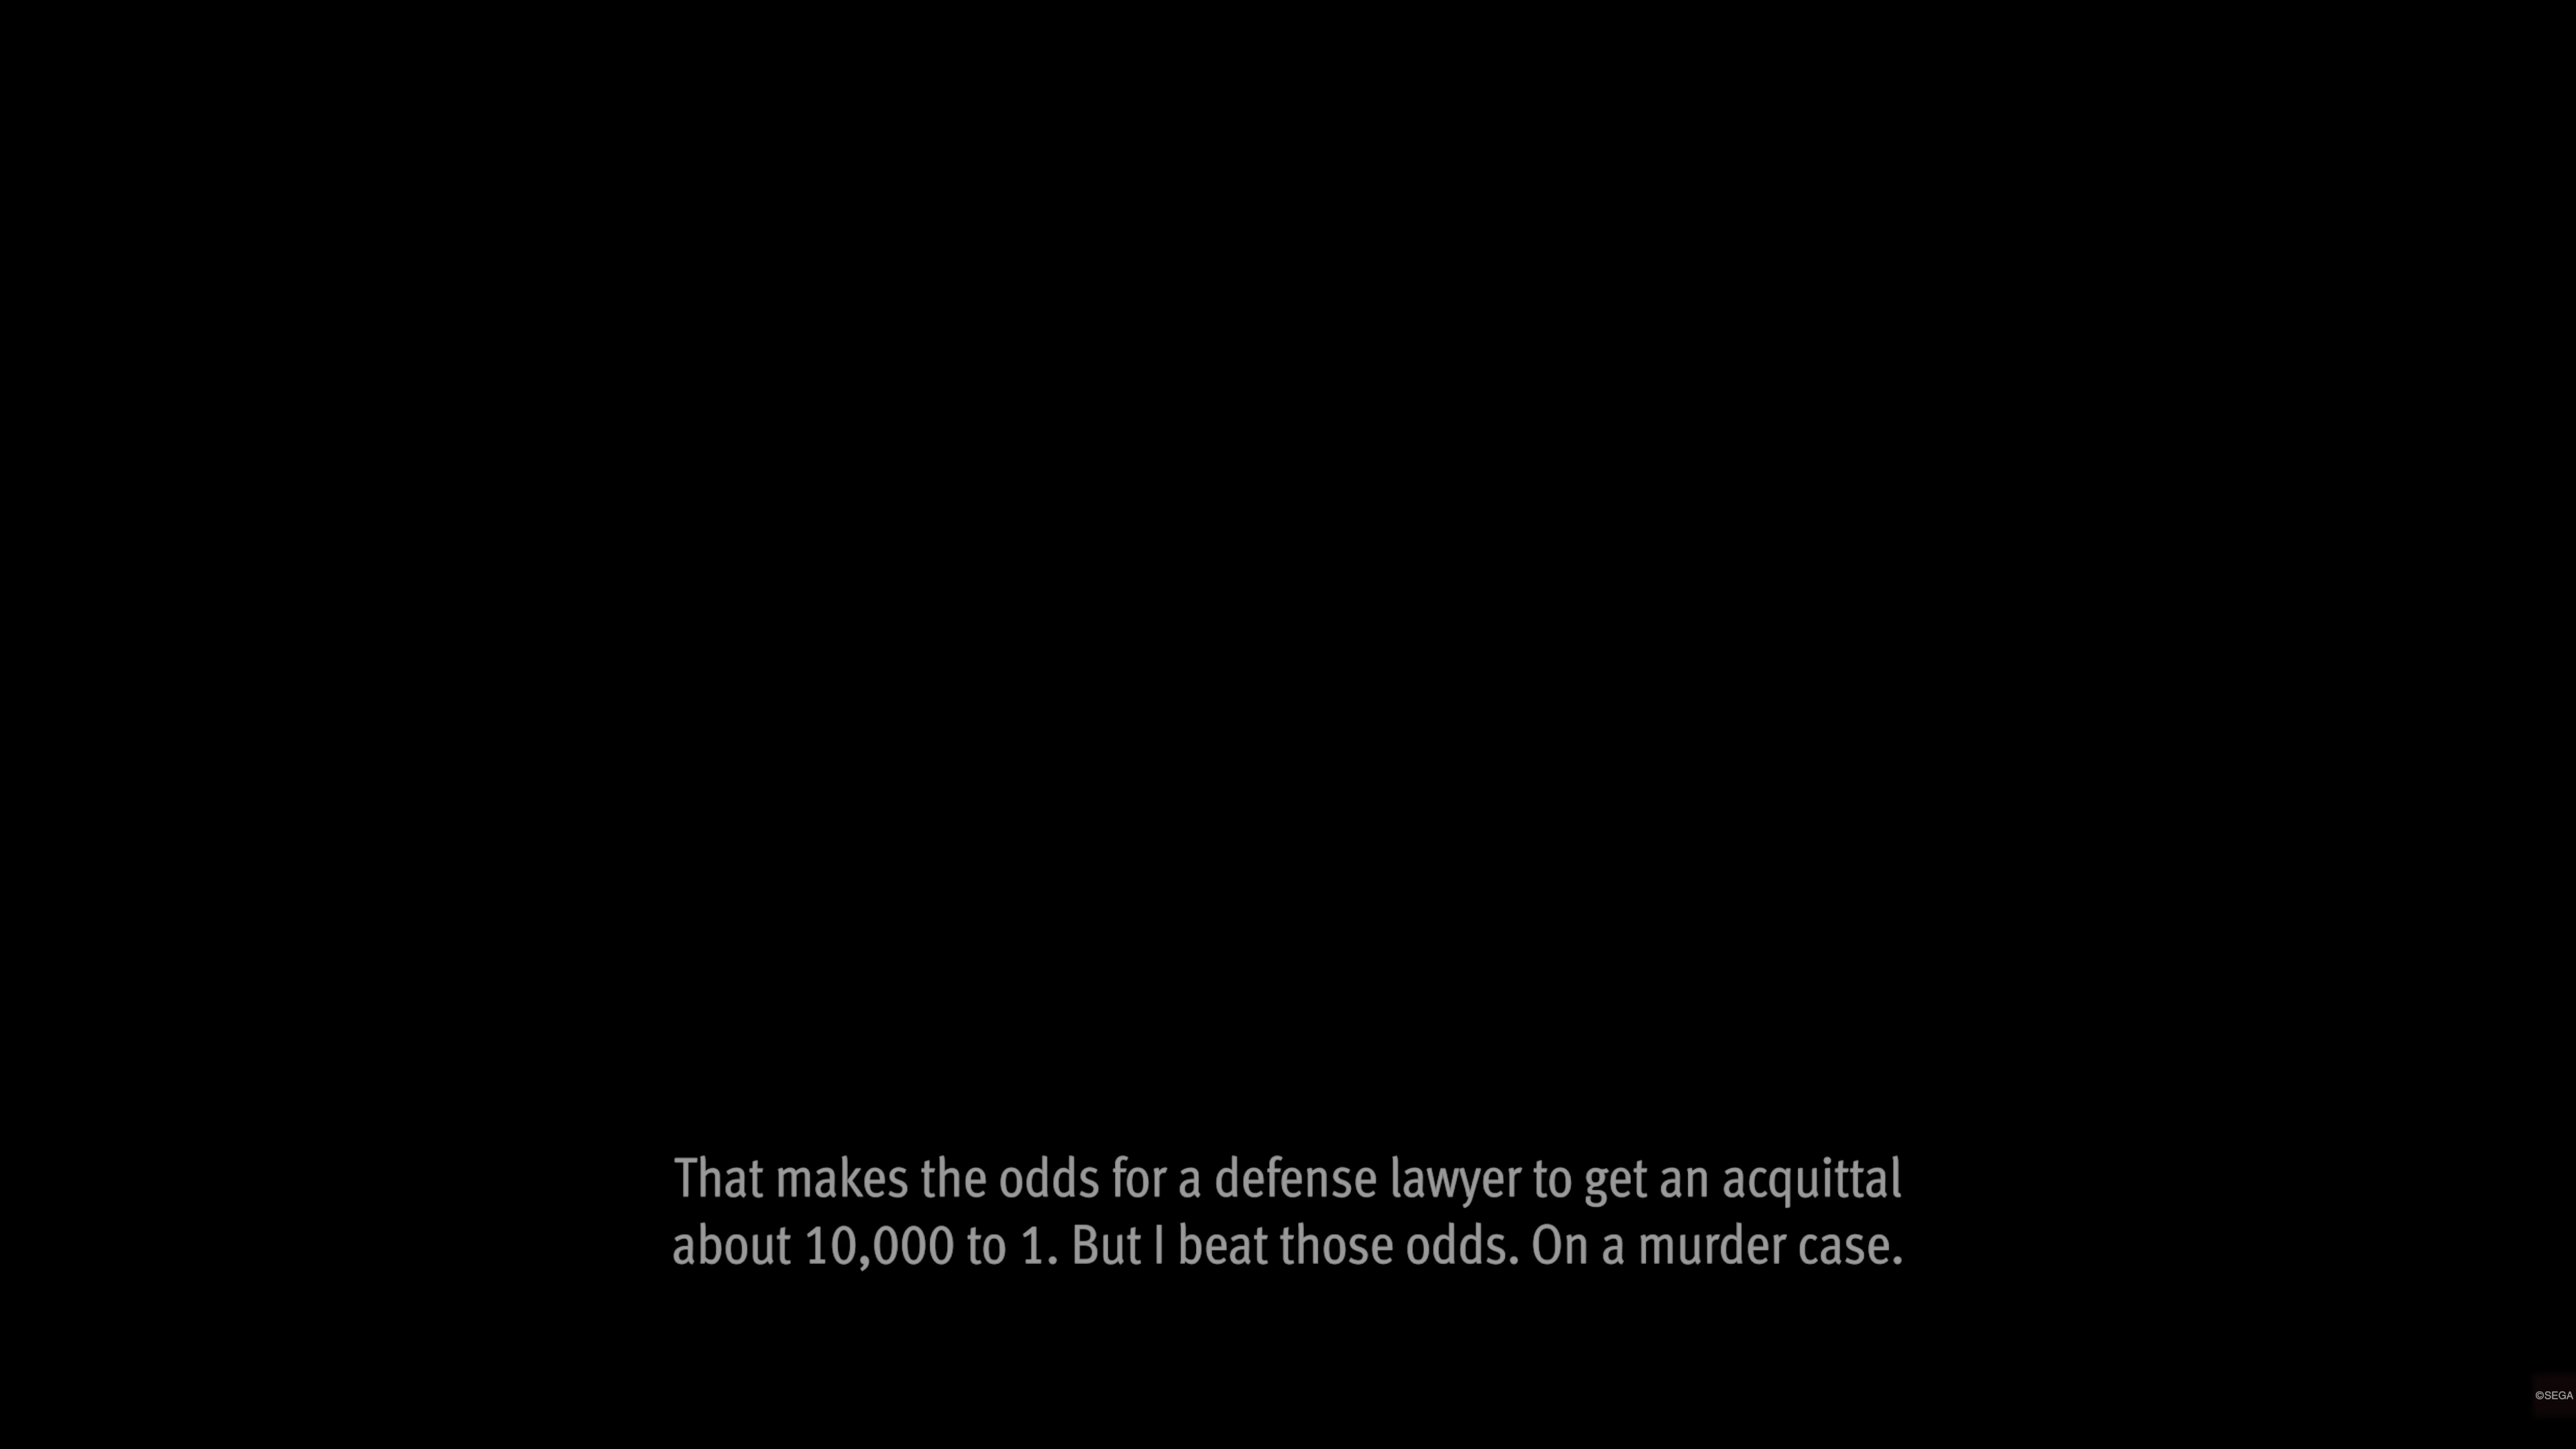 That makes the odds for a defense lawyer to get an acquittal
about 10,000 to 1. But I beat those odds. On a murder case.
©SEGA